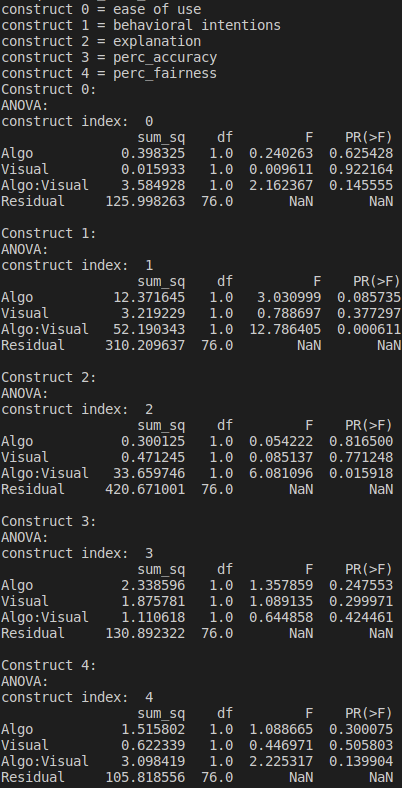 construct 0 = ease of use
construct 1 = behavioral intentions
construct 2 = explanation
construct 3 = perc_accuracy
construct 4 = perc_fairness
Construct 0:
ANOVA:
construct index:  0
                 sum_sq    df         F    PR(>F)
Algo           0.398325   1.0  0.240263  0.625428
Visual         0.015933   1.0  0.009611  0.922164
Algo:Visual    3.584928   1.0  2.162367  0.145555
Residual     125.998263  76.0       NaN       NaN

Construct 1:
ANOVA:
construct index:  1
                 sum_sq    df          F    PR(>F)
Algo          12.371645   1.0   3.030999  0.085735
Visual         3.219229   1.0   0.788697  0.377297
Algo:Visual   52.190343   1.0  12.786405  0.000611
Residual     310.209637  76.0        NaN       NaN

Construct 2:
ANOVA:
construct index:  2
                 sum_sq    df         F    PR(>F)
Algo           0.300125   1.0  0.054222  0.816500
Visual         0.471245   1.0  0.085137  0.771248
Algo:Visual   33.659746   1.0  6.081096  0.015918
Residual     420.671001  76.0       NaN       NaN

Construct 3:
ANOVA:
construct index:  3
                 sum_sq    df         F    PR(>F)
Algo           2.338596   1.0  1.357859  0.247553
Visual         1.875781   1.0  1.089135  0.299971
Algo:Visual    1.110618   1.0  0.644858  0.424461
Residual     130.892322  76.0       NaN       NaN

Construct 4:
ANOVA:
construct index:  4
                 sum_sq    df         F    PR(>F)
Algo           1.515802   1.0  1.088665  0.300075
Visual         0.622339   1.0  0.446971  0.505803
Algo:Visual    3.098419   1.0  2.225317  0.139904
Residual     105.818556  76.0       NaN       NaN